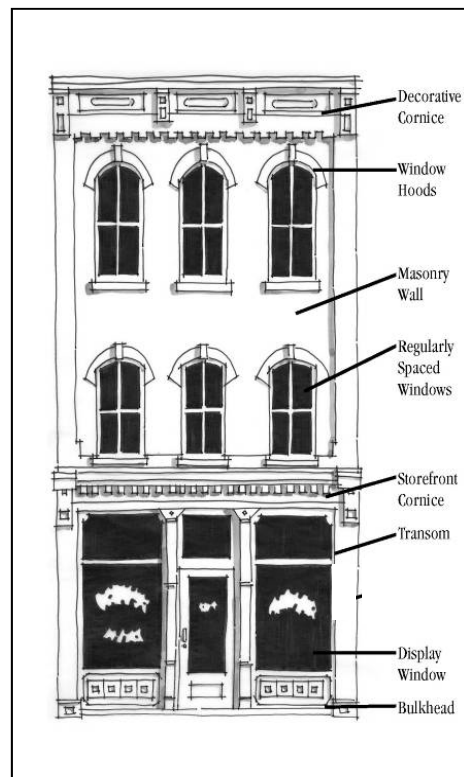 Decorative
Cornice
Window
Hoods
Masonry
Wall
Regularly
Spaced
Windows
Storefront
Cornice
Transom
Display
Window
Bulkhead